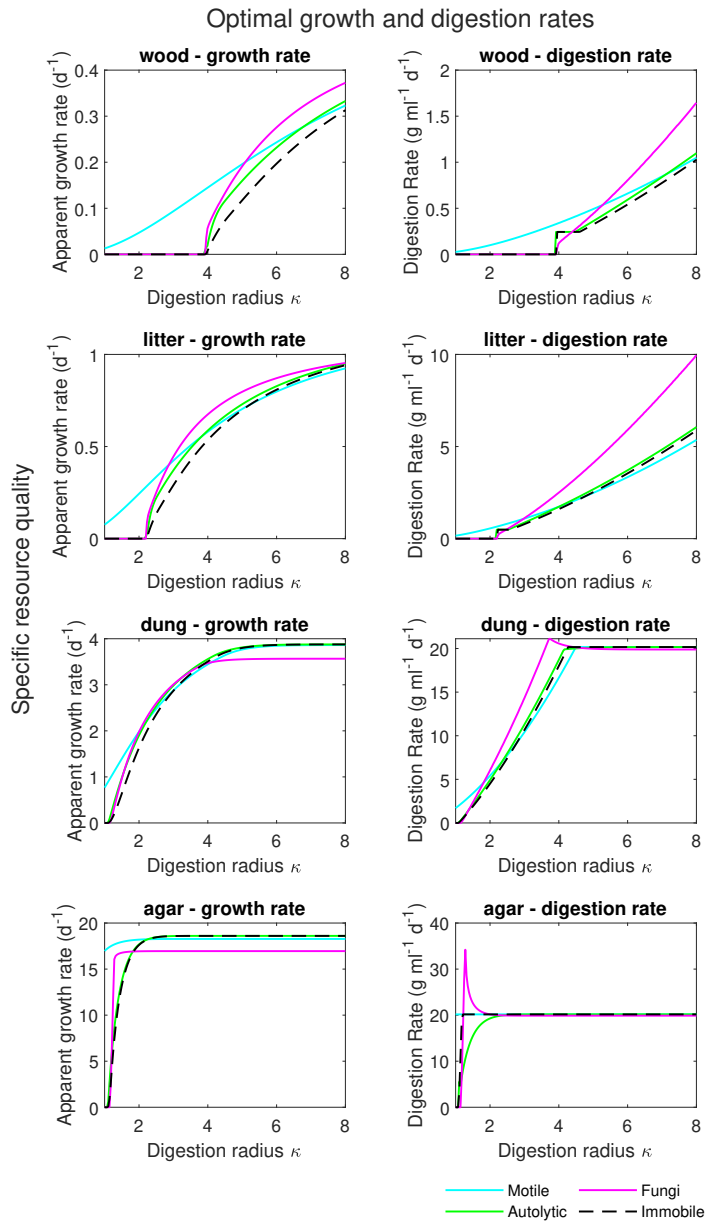 Optimal growth and digestion rates
Specific resource quality
wood - growth rate
Apparent growth rate (d⁻¹)
0.4
0.3
0.2
0.1
0
2 4 6 8
Digestion radius κ
wood - digestion rate
Digestion Rate (g ml⁻¹ d⁻¹)
2
1.5
1
0.5
0
2 4 6 8
Digestion radius κ
litter - growth rate
Apparent growth rate (d⁻¹)
1
0.5
0
2 4 6 8
Digestion radius κ
litter - digestion rate
Digestion Rate (g ml⁻¹ d⁻¹)
10
5
0
2 4 6 8
Digestion radius κ
dung - growth rate
Apparent growth rate (d⁻¹)
4
3
2
1
0
2 4 6 8
Digestion radius κ
dung - digestion rate
Digestion Rate (g ml⁻¹ d⁻¹)
20
15
10
5
0
2 4 6 8
Digestion radius κ
agar - growth rate
Apparent growth rate (d⁻¹)
20
15
10
5
0
2 4 6 8
Digestion radius κ
agar - digestion rate
Digestion Rate (g ml⁻¹ d⁻¹)
40
30
20
10
0
2 4 6 8
Digestion radius κ
Motile Fungi
Autolytic Immobile